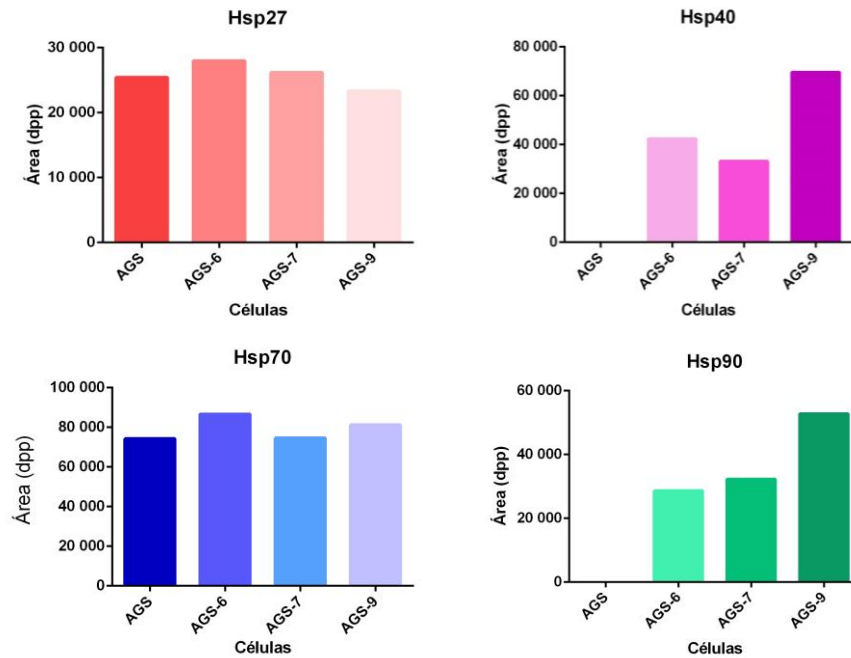 Hsp27
30 000
20 000
10 000
0
Área (dpp)
AGS
AGS-6
AGS-7
AGS-9
Células
Hsp40
80 000
60 000
40 000
20 000
0
Área (dpp)
AGS
AGS-6
AGS-7
AGS-9
Células
Hsp70
100 000
80 000
60 000
40 000
20 000
0
Área (dpp)
AGS
AGS-6
AGS-7
AGS-9
Células
Hsp90
60 000
40 000
20 000
0
Área (dpp)
AGS
AGS-6
AGS-7
AGS-9
Células